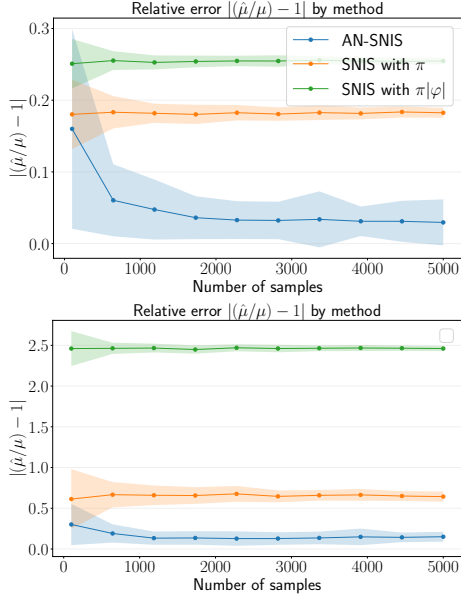 Relative error |(μ̂/μ) − 1| by method
0.3
0.2
0.1
0.0
|(μ̂/μ) − 1|
AN-SNIS
SNIS with π
SNIS with π|φ|
0 1000 2000 3000 4000 5000
Number of samples
Relative error |(μ̂/μ) − 1| by method
2.5
2.0
1.5
1.0
0.5
0.0
|(μ̂/μ) − 1|
0 1000 2000 3000 4000 5000
Number of samples